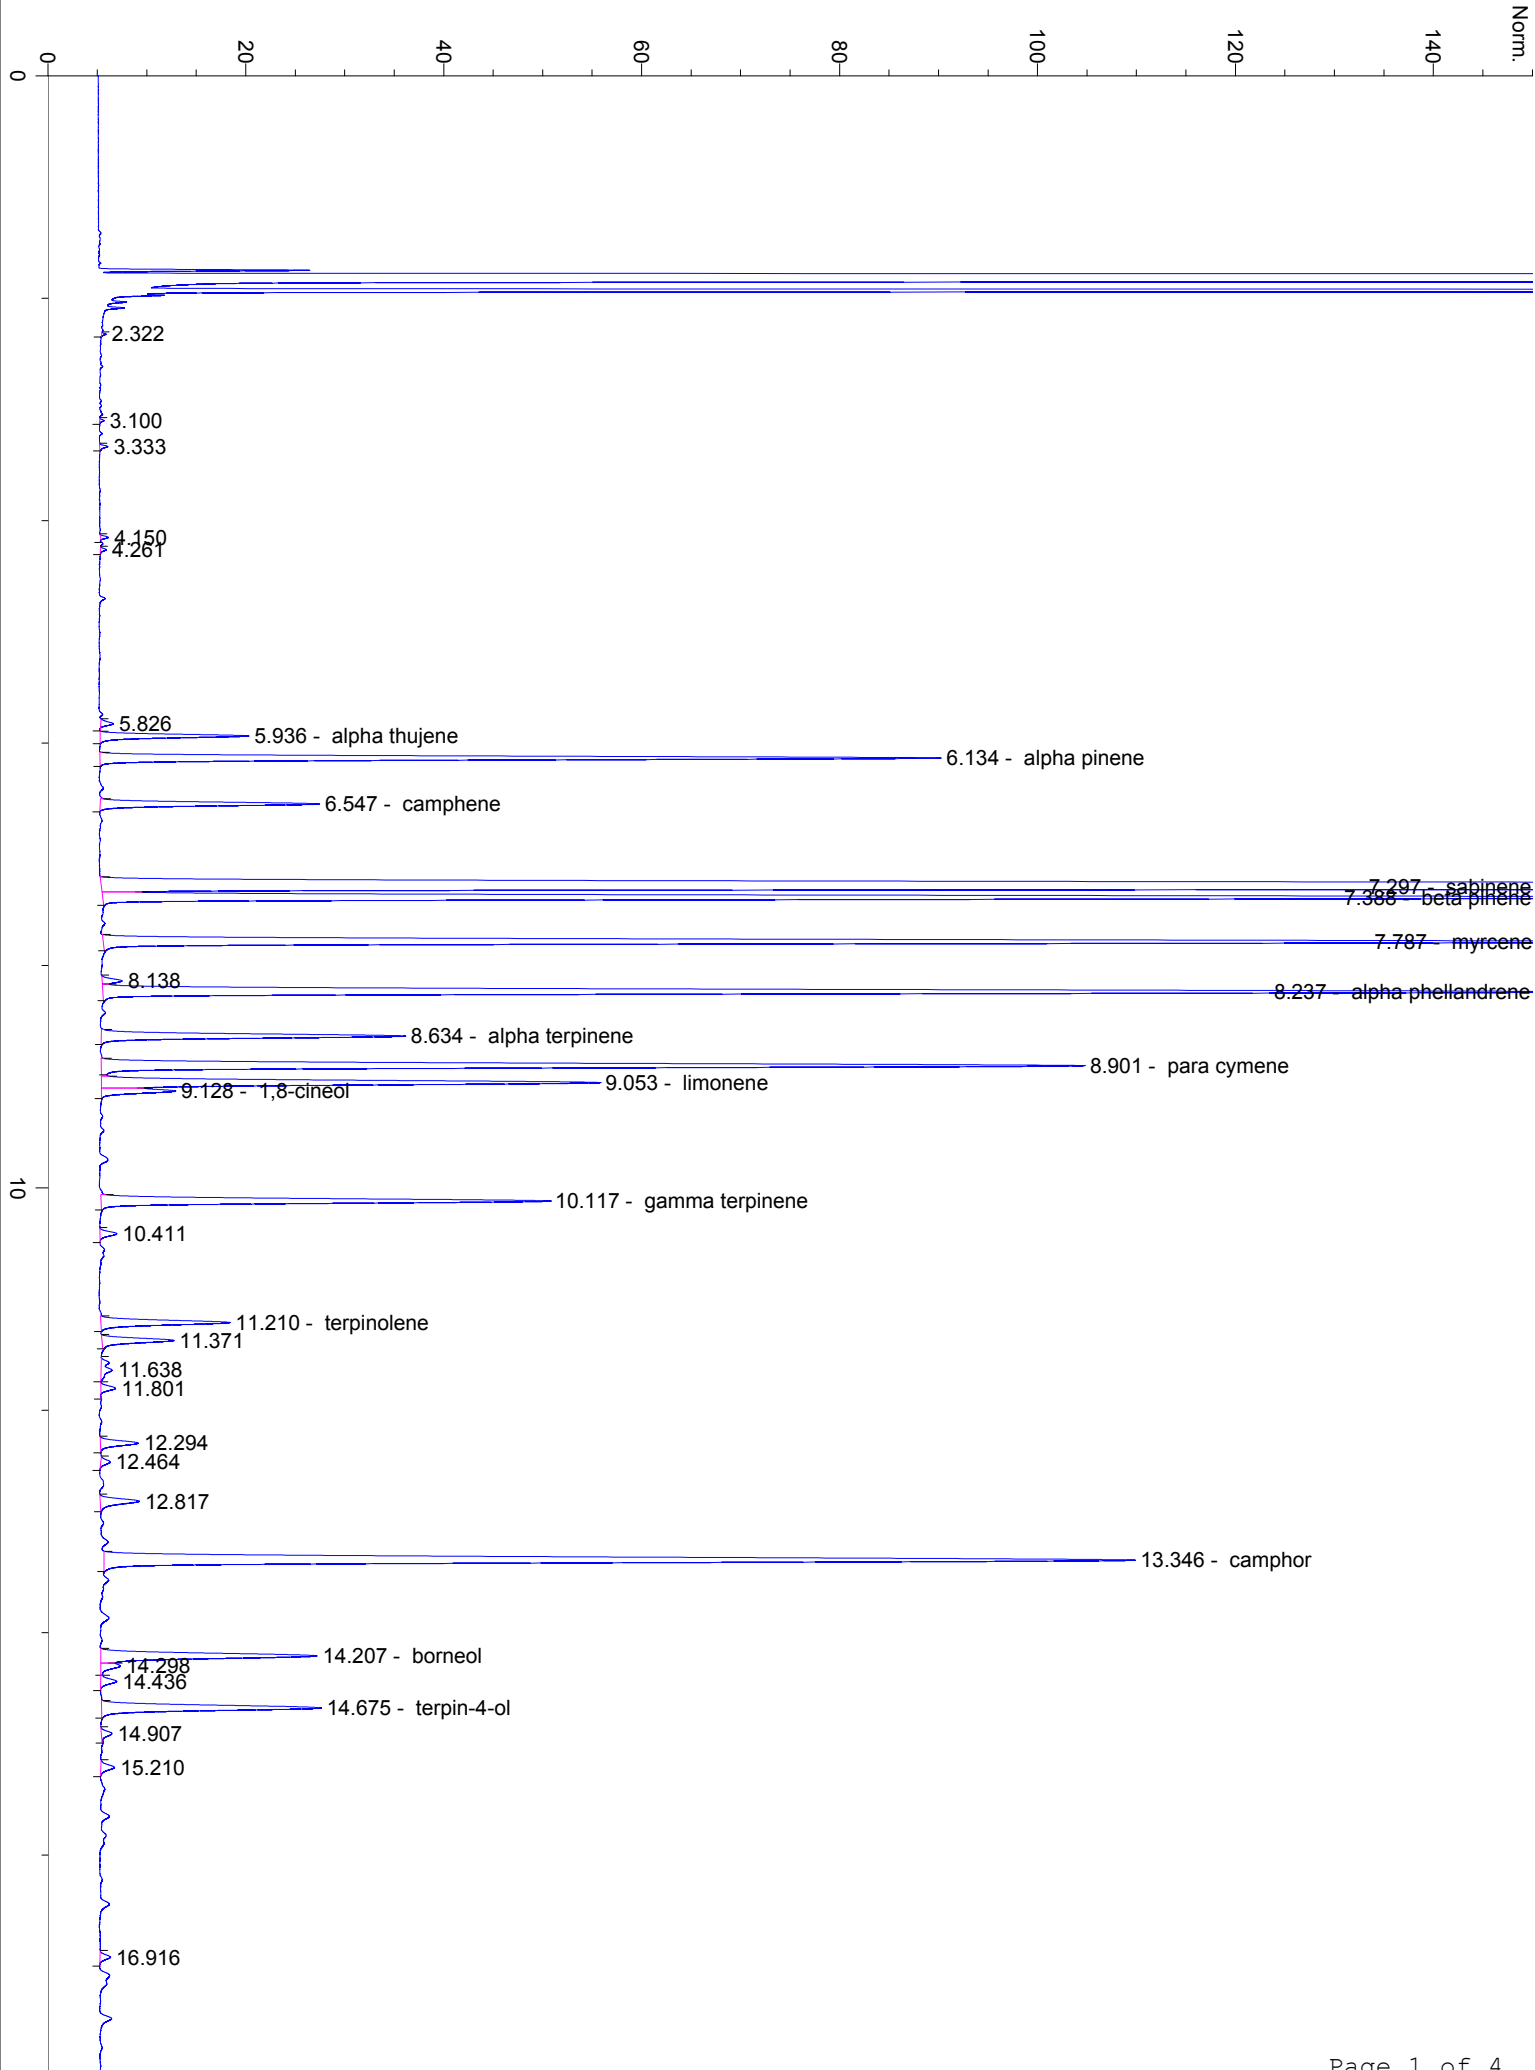 Norm.
0
20
40
60
80
100
120
140
0
2.322
3.100
3.333
4.150
4.261
5.826
5.936 - alpha thujene
6.134 - alpha pinene
6.547 - camphene
7.297 - sabinene
7.388 - beta pinene
7.787 - myrcene
8.138
8.237 - alpha phellandrene
8.634 - alpha terpinene
8.901 - para cymene
9.053 - limonene
9.128 - 1,8-cineol
10
10.117 - gamma terpinene
10.411
11.210 - terpinolene
11.371
11.638
11.801
12.294
12.464
12.817
13.346 - camphor
14.207 - borneol
14.298
14.436
14.675 - terpin-4-ol
14.907
15.210
16.916
Page 1 of 4